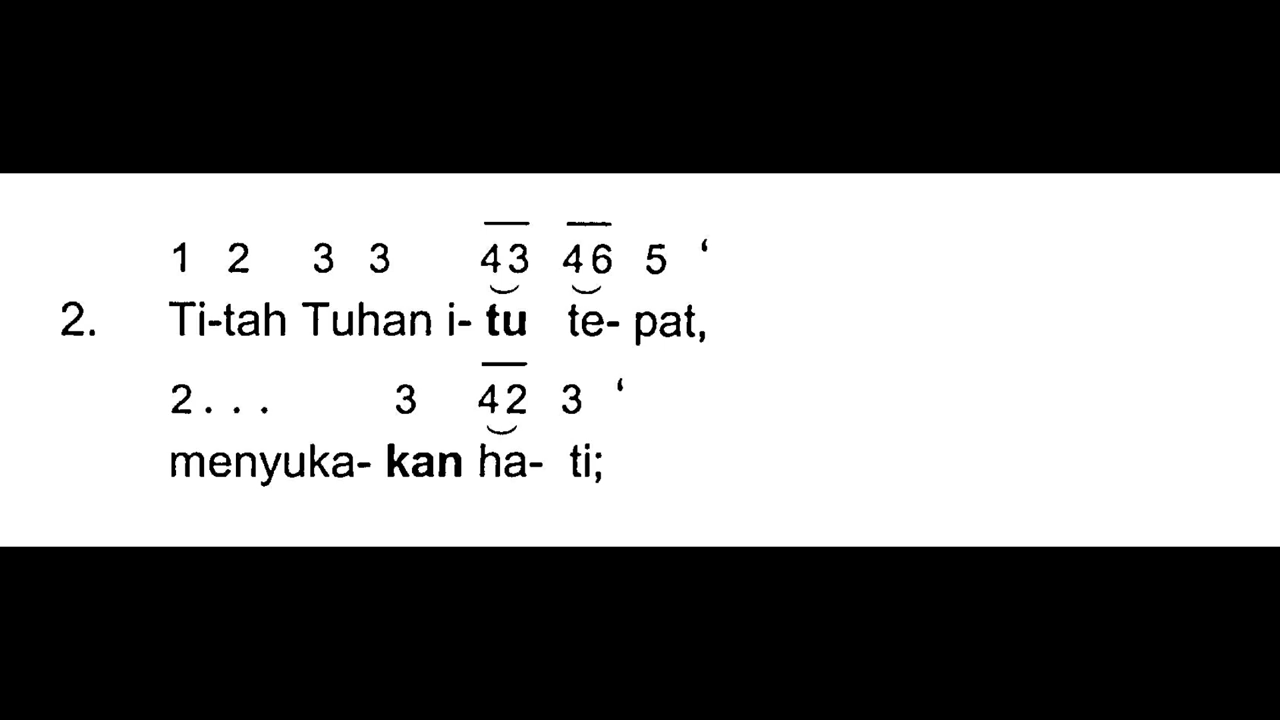 1 2 3 3 43 46 5 ‘
2. Ti-tah Tuhan i- tu te- pat,
2 . . . 3 42 3 ‘
menyuka- kan ha- ti;